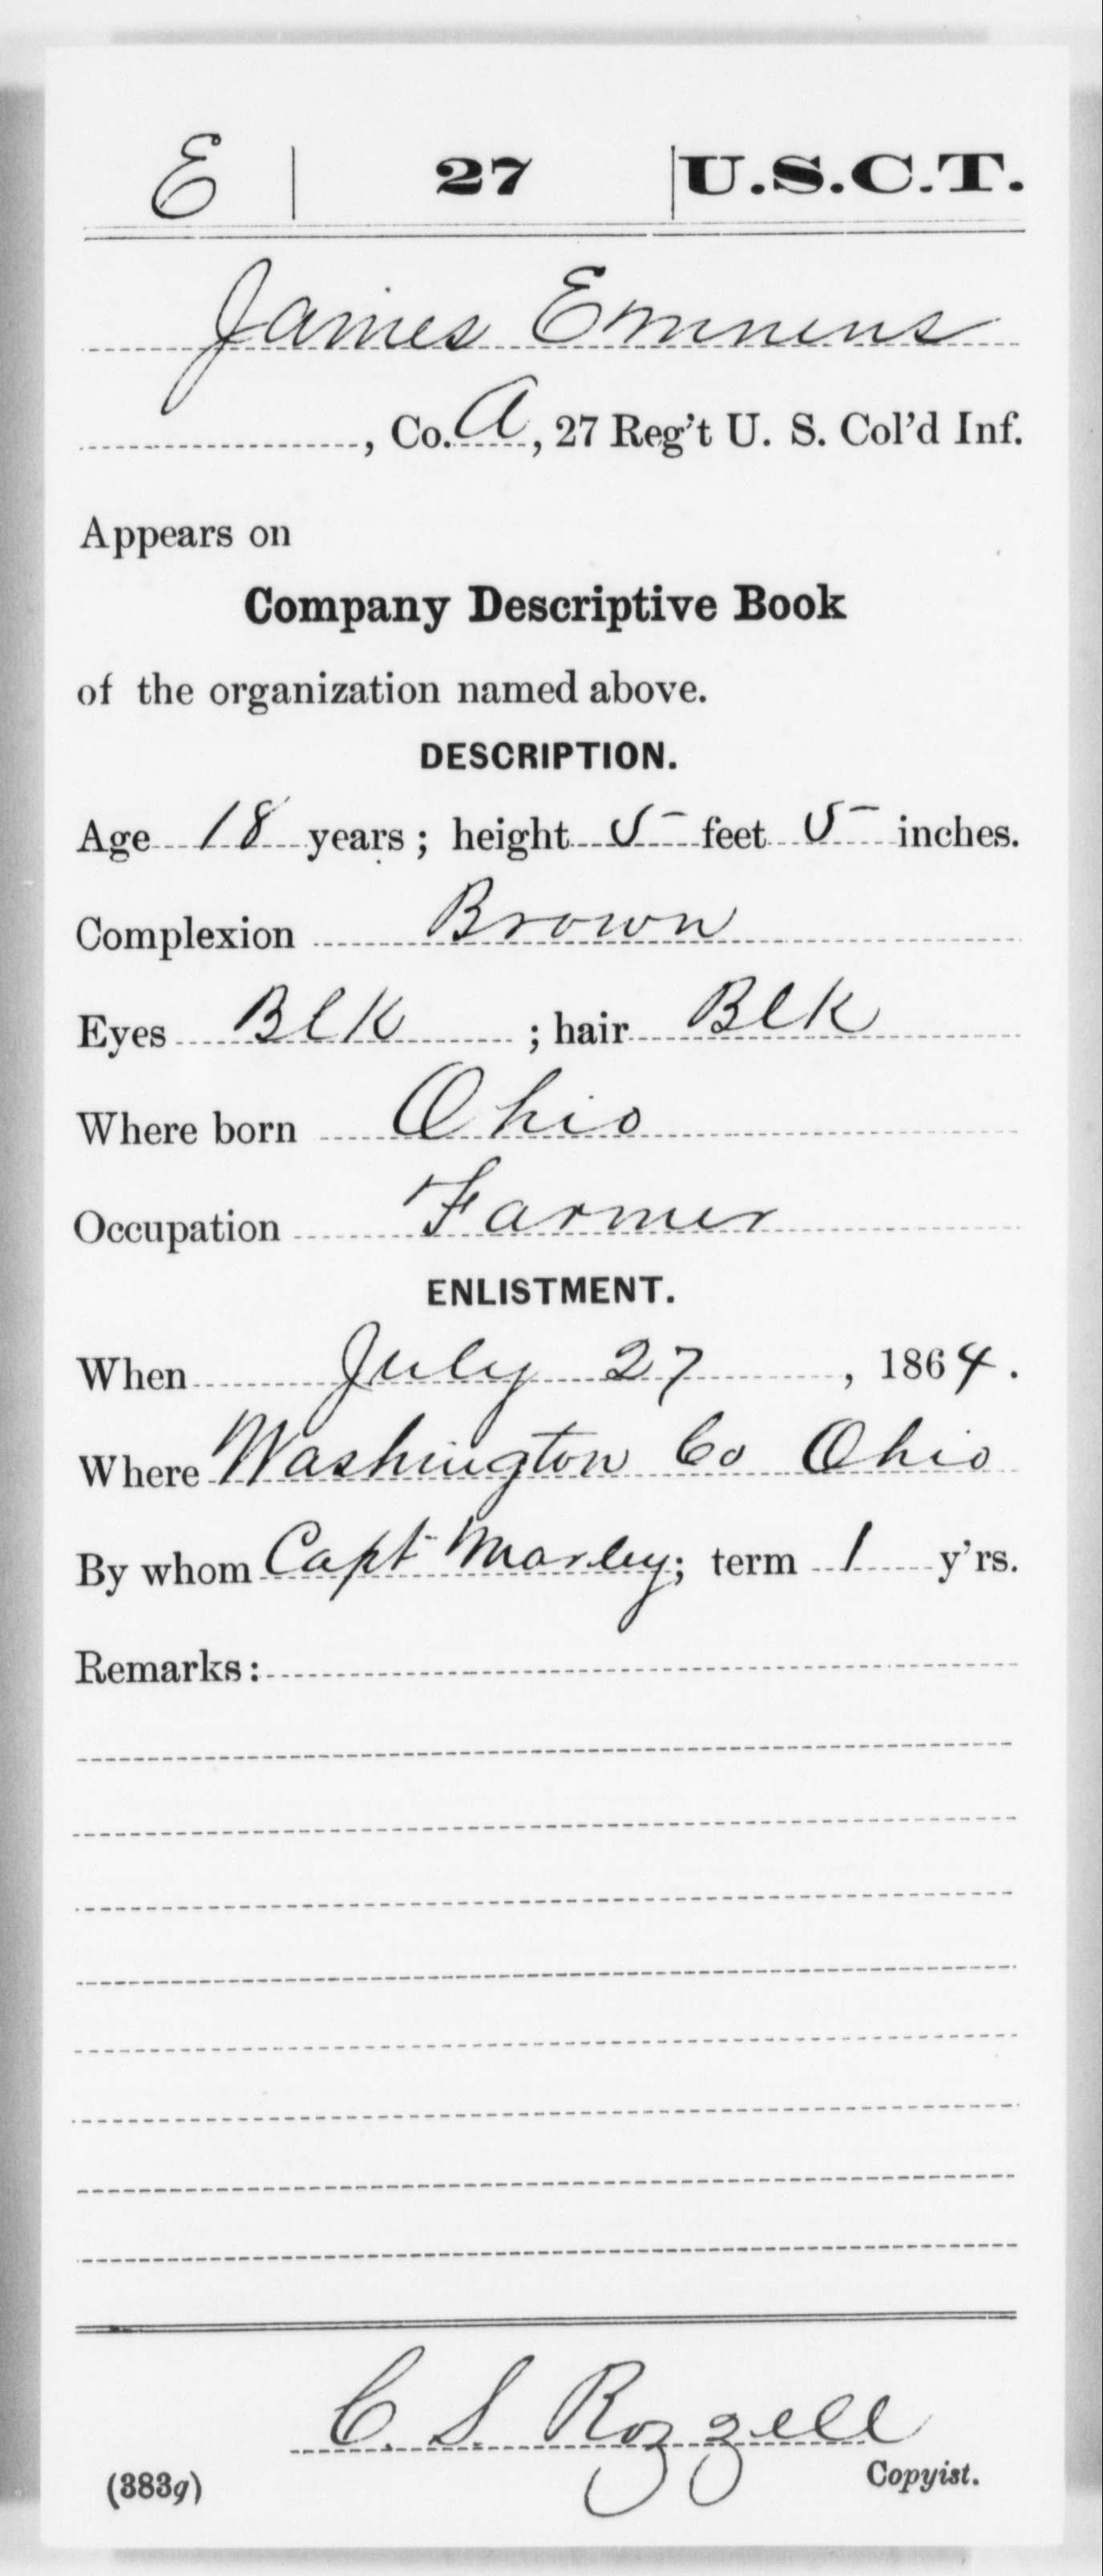 E | 27 | U.S.C.T.
James Emmens
, Co. A, 27 Reg't U. S. Col'd Inf.
Appears on
Company Descriptive Book
of the organization named above.
DESCRIPTION.
Age 18 years; height 5 feet 5 inches.
Complexion Brown
Eyes Blk ; hair Blk
Where born Ohio
Occupation Farmer
ENLISTMENT.
When July 27, 1864.
Where Washington Co Ohio
By whom Capt Marley; term 1 y'rs.
Remarks:
C. S. Rozzell
(383g) Copyist.